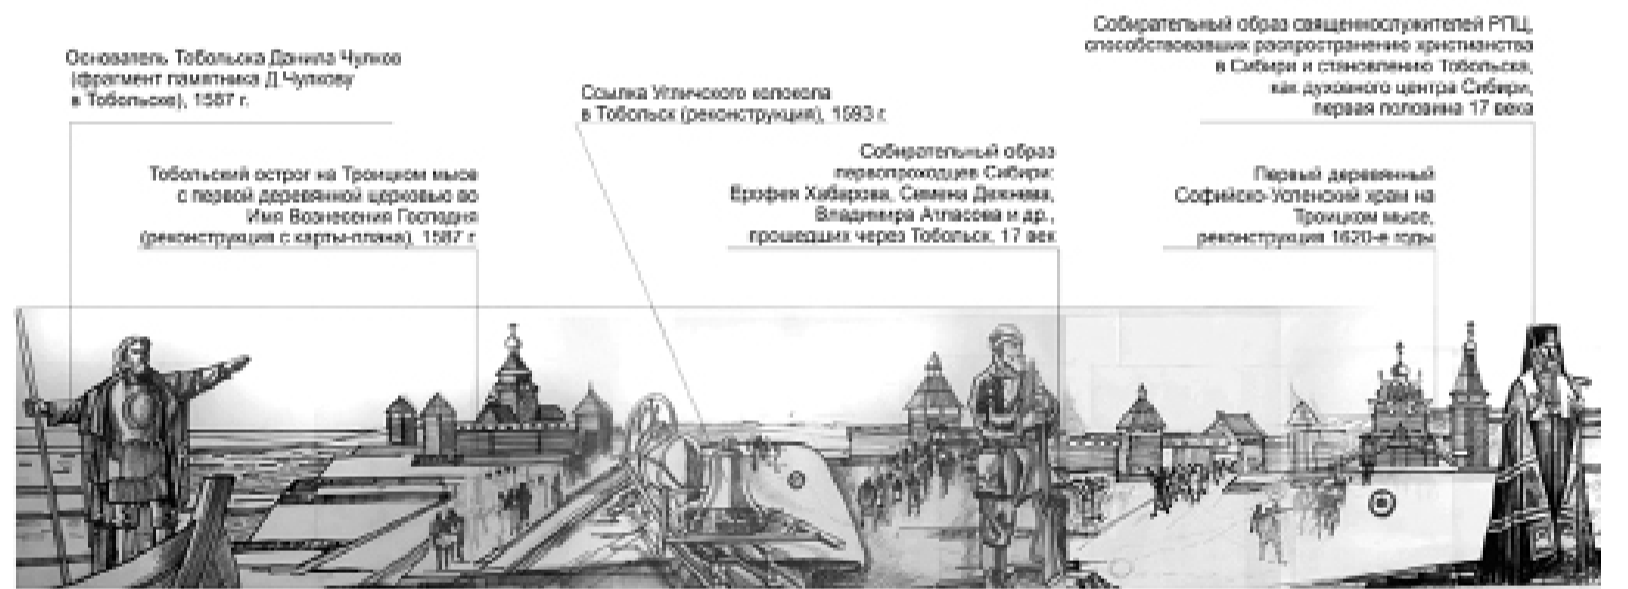 Основатель Тобольска Данила Чулков
(фрагмент памятника Д.Чулкову
в Тобольске), 1587 г.
Тобольский острог на Троицком мысе
с первой деревянной церковью во
Имя Вознесения Господня
(реконструкция с карты-плана), 1587 г.
Ссылка Угличского колокола
в Тобольск (реконструкция), 1593 г.
Собирательный образ
первопроходцев Сибири:
Ерофея Хабарова, Семена Дежнева,
Владимира Атласова и др.,
прошедших через Тобольск, 17 век
Собирательный образ священнослужителей РПЦ,
способствовавших распространению христианства
в Сибири и становлению Тобольска,
как духовного центра Сибири,
первая половина 17 века
Первый деревянный
Софийско-Успенский храм на
Троицком мысе,
реконструкция 1620-е годы